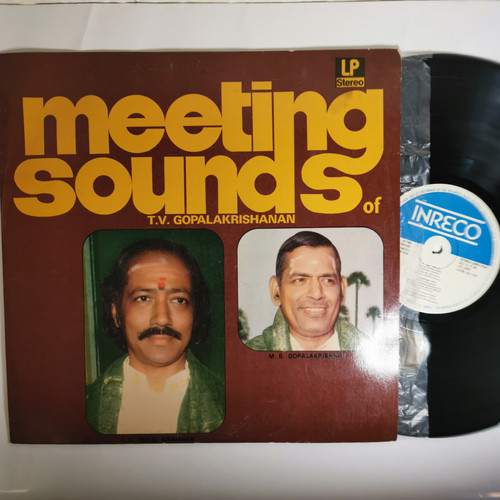 LP
Stereo
meeting
sounds
of
T.V. GOPALAKRISHANAN
M. S. GOPALAKRISHNAN
INRECO